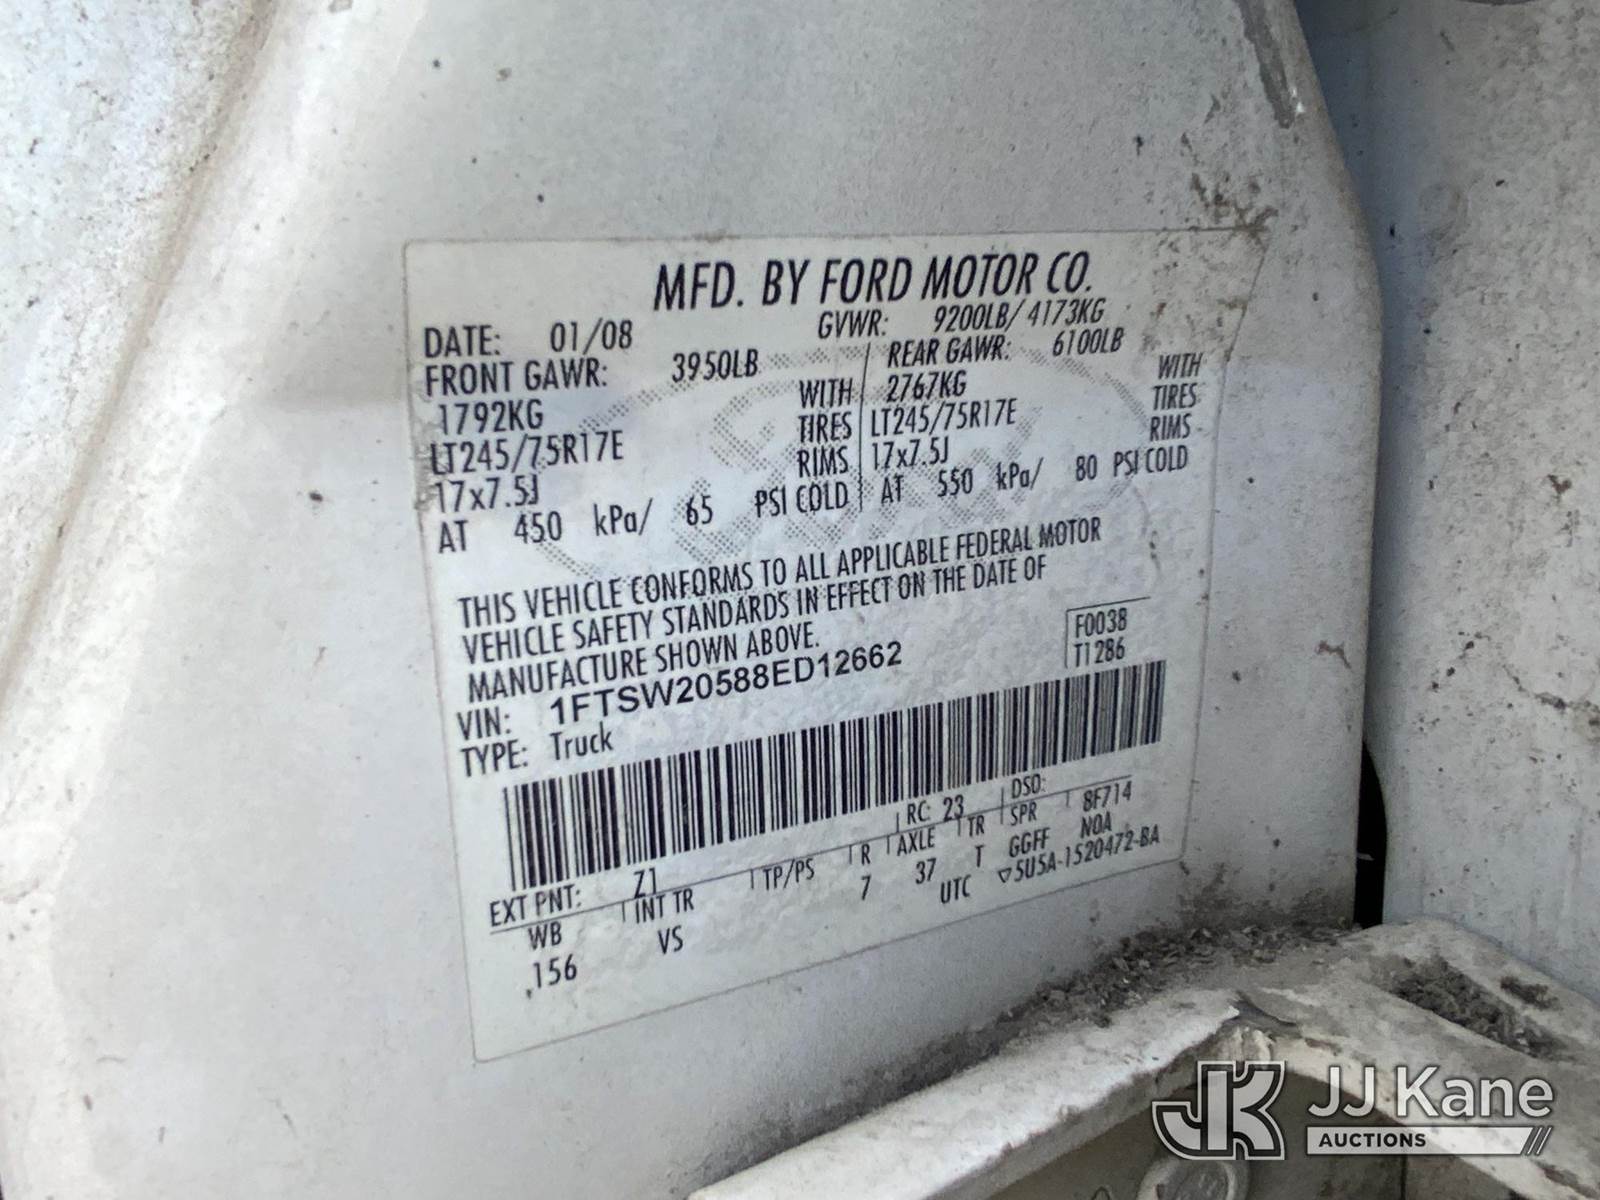 MFD. BY FORD MOTOR CO.
DATE: 01/08 GVWR: 9200LB/ 4173KG
FRONT GAWR: 3950LB REAR GAWR: 6100LB
1792KG WITH 2767KG WITH
LT245/75R17E TIRES LT245/75R17E TIRES
17x7.5J RIMS 17x7.5J RIMS
AT 450 kPa/ 65 PSI COLD AT 550 kPa/ 80 PSI COLD
THIS VEHICLE CONFORMS TO ALL APPLICABLE FEDERAL MOTOR
VEHICLE SAFETY STANDARDS IN EFFECT ON THE DATE OF
MANUFACTURE SHOWN ABOVE.
F0038
VIN: 1FTSW20588ED12662 T1286
TYPE: Truck
EXT PNT: Z1 RC: 23 DSO:
WB INT TR TP/PS R AXLE TR SPR 8F714
156 VS 7 37 T GGFF N0A
UTC ▽5U5A-1520472-BA
JK JJ Kane
AUCTIONS